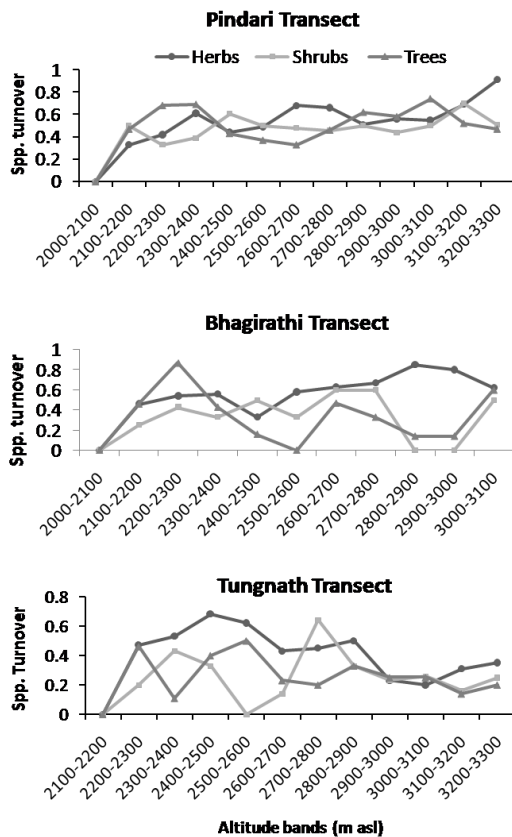 Pindari Transect
Herbs Shrubs Trees
Spp. turnover
1
0.8
0.6
0.4
0.2
0
2000-2100 2100-2200 2200-2300 2300-2400 2400-2500 2500-2600 2600-2700 2700-2800 2800-2900 2900-3000 3000-3100 3100-3200 3200-3300
Bhagirathi Transect
Spp. turnover
1
0.8
0.6
0.4
0.2
0
2000-2100 2100-2200 2200-2300 2300-2400 2400-2500 2500-2600 2600-2700 2700-2800 2800-2900 2900-3000 3000-3100
Tungnath Transect
Spp. Turnover
0.8
0.6
0.4
0.2
0
2100-2200 2200-2300 2300-2400 2400-2500 2500-2600 2600-2700 2700-2800 2800-2900 2900-3000 3000-3100 3100-3200 3200-3300
Altitude bands (m asl)